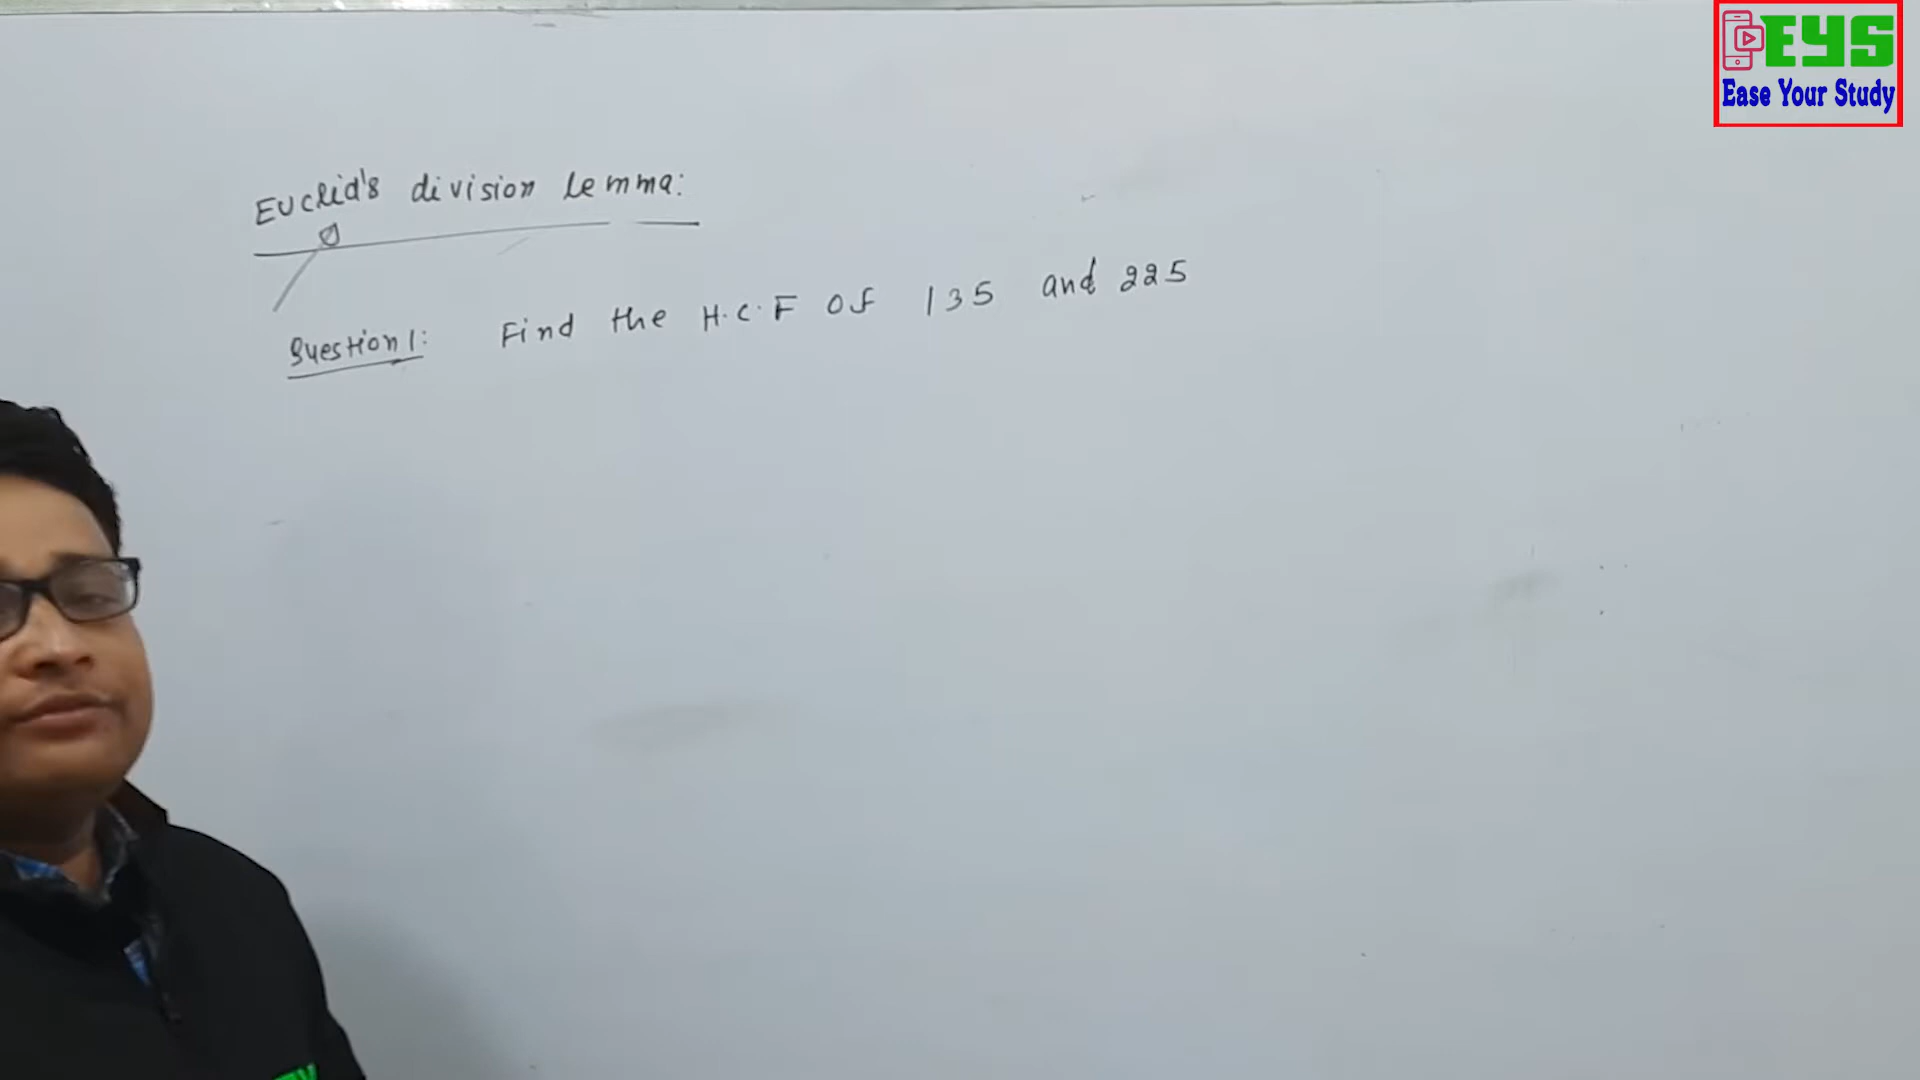 EYS
Ease Your Study
Euclid's division lemma:
Question 1: Find the H.C.F of 135 and 225